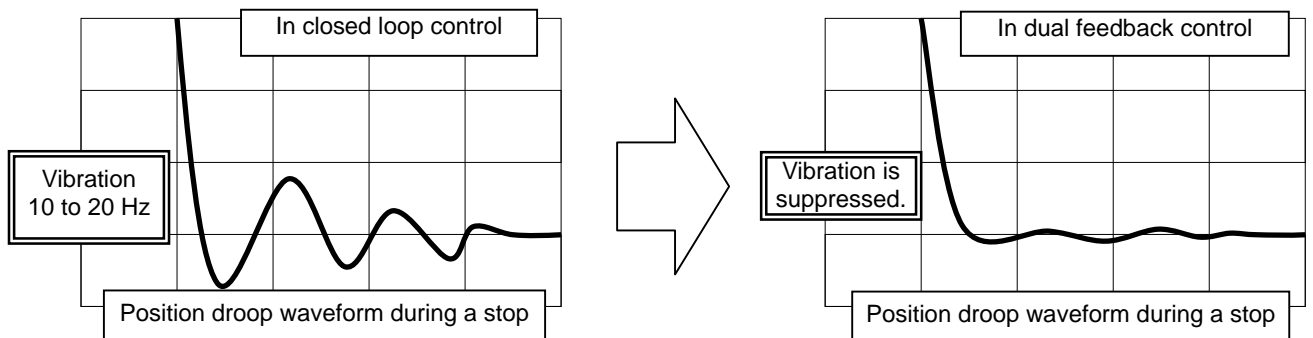 In closed loop control
Vibration
10 to 20 Hz
Position droop waveform during a stop
In dual feedback control
Vibration is
suppressed.
Position droop waveform during a stop